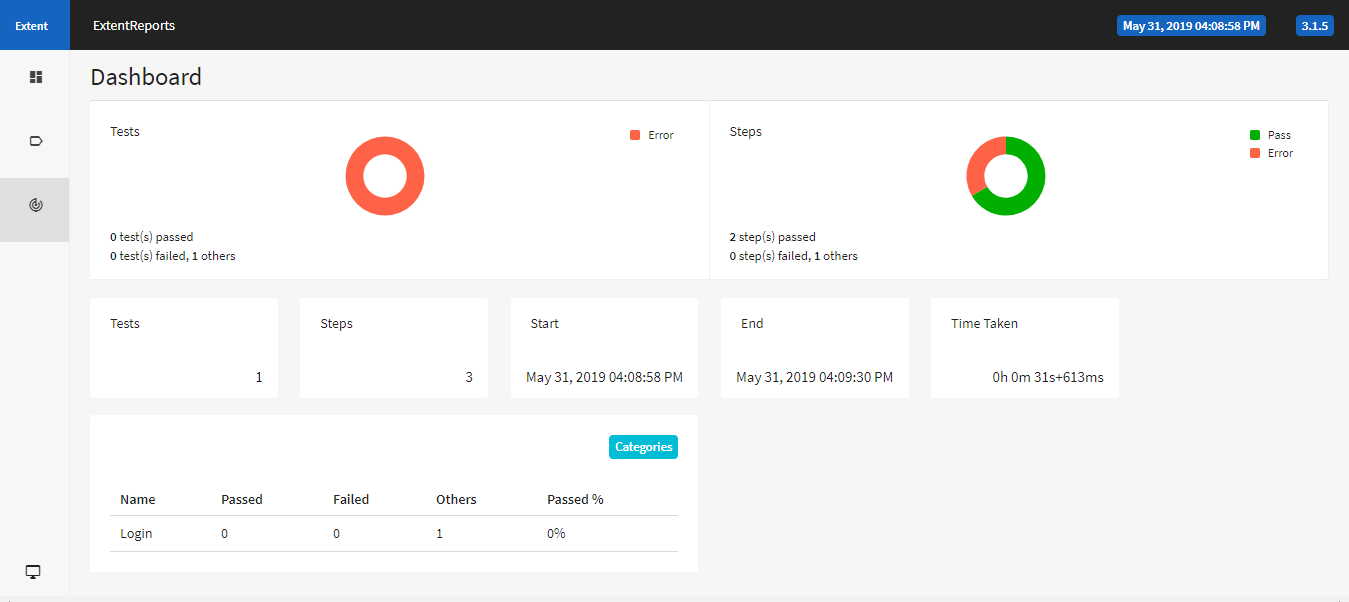 Extent
ExtentReports
May 31, 2019 04:08:58 PM
3.1.5
Dashboard
Tests
Error
0 test(s) passed
0 test(s) failed, 1 others
Steps
Pass
Error
2 step(s) passed
0 step(s) failed, 1 others
Tests
1
Steps
3
Start
May 31, 2019 04:08:58 PM
End
May 31, 2019 04:09:30 PM
Time Taken
0h 0m 31s+613ms
Categories
Name Passed Failed Others Passed %
Login 0 0 1 0%